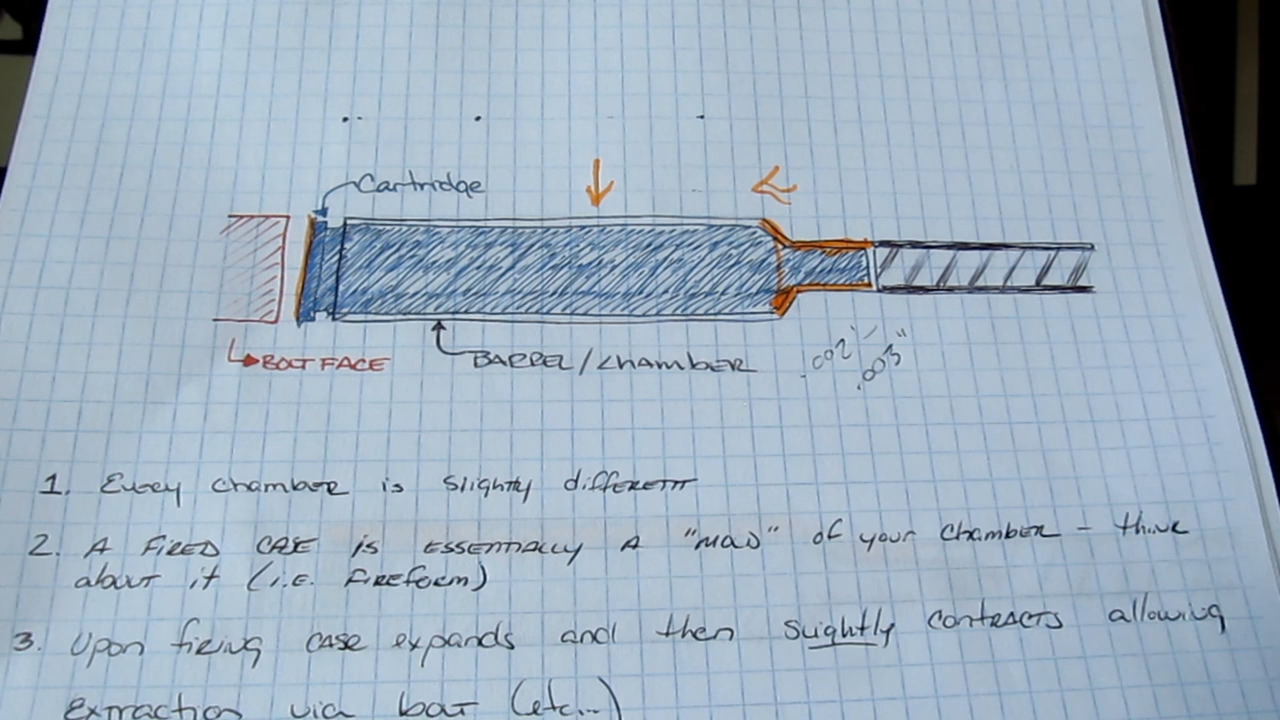 Cartridge
BOLT FACE
BARREL/Chamber
.002"/
.003"
1. Every chamber is slightly different
2. A FIRED CASE is ESSENTIALLY A "MAP" of your Chamber - think
about it (i.e. fireform)
3. Upon firing case expands and then slightly contracts allowing
extraction via bolt (etc...)